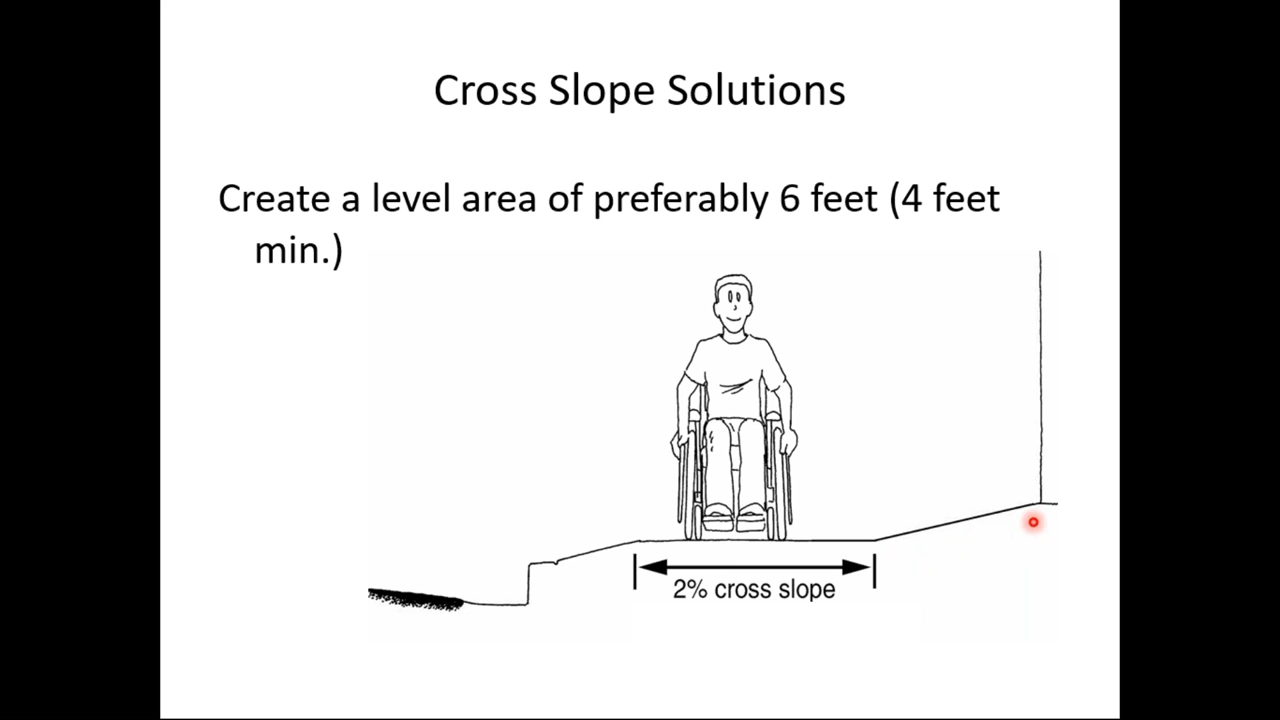 Cross Slope Solutions
Create a level area of preferably 6 feet (4 feet
min.)
2% cross slope